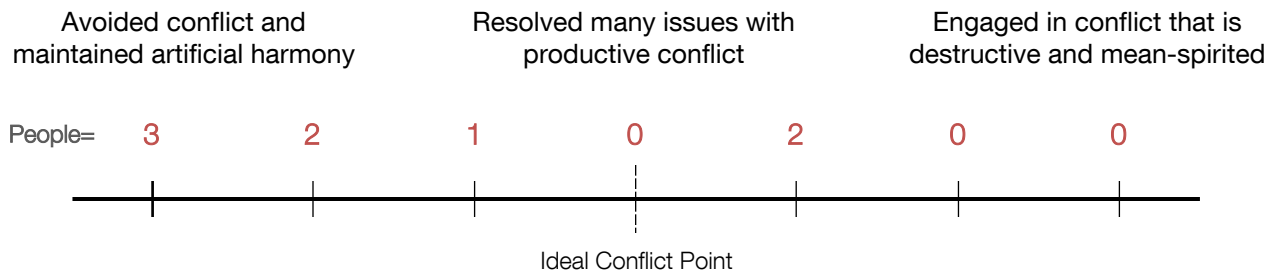 Avoided conflict and
maintained artificial harmony
Resolved many issues with
productive conflict
Engaged in conflict that is
destructive and mean-spirited
People= 3 2 1 0 2 0 0
Ideal Conflict Point